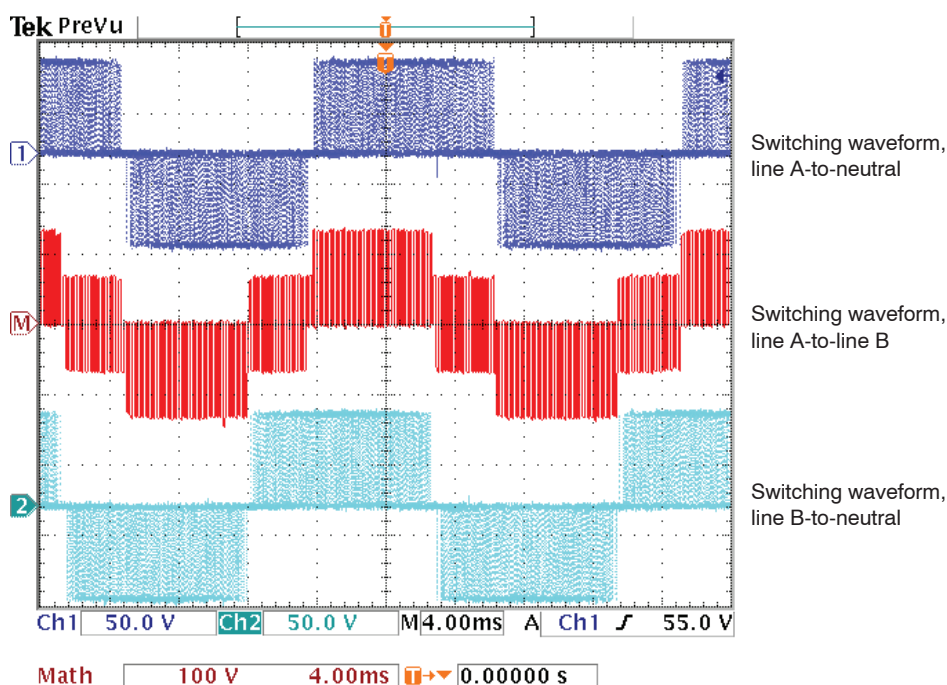 Tek PreVu
T
T
1
Switching waveform,
line A-to-neutral
M
Switching waveform,
line A-to-line B
2
Switching waveform,
line B-to-neutral
Ch1 50.0 V Ch2 50.0 V M 4.00ms A Ch1 55.0 V
Math 100 V 4.00ms T 0.00000 s